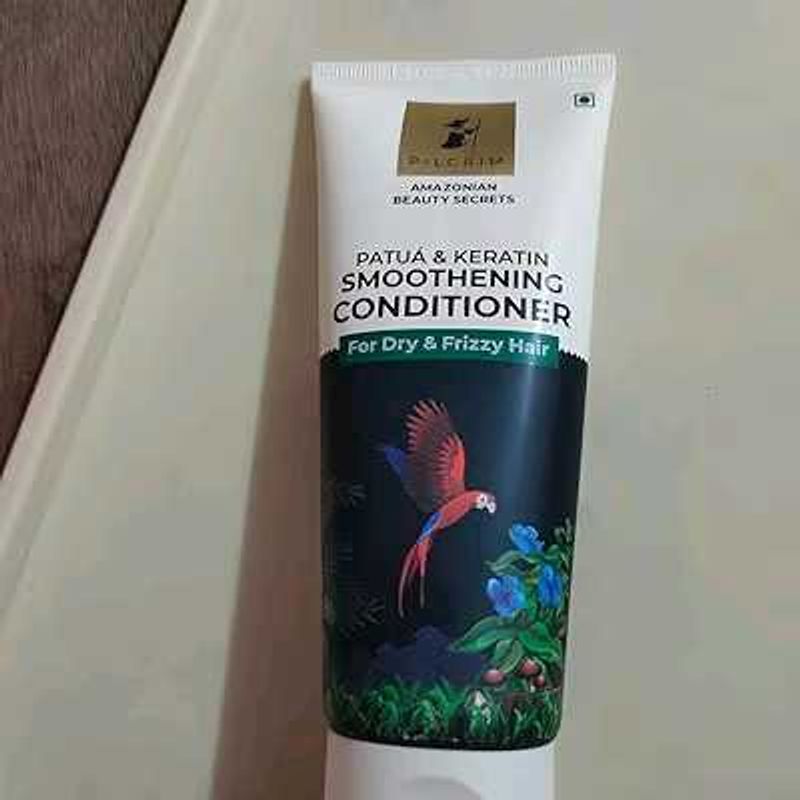 PILGRIM
AMAZONIAN
BEAUTY SECRETS
PATUÁ & KERATIN
SMOOTHENING
CONDITIONER
For Dry & Frizzy Hair